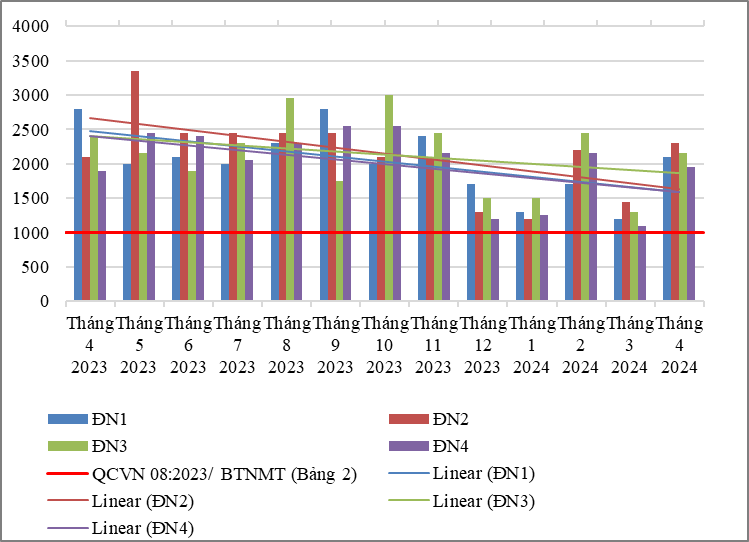 4000
3500
3000
2500
2000
1500
1000
500
0
Tháng Tháng Tháng Tháng Tháng Tháng Tháng Tháng Tháng Tháng Tháng Tháng Tháng
4 5 6 7 8 9 10 11 12 1 2 3 4
2023 2023 2023 2023 2023 2023 2023 2023 2023 2024 2024 2024 2024
ĐN1 ĐN2
ĐN3 ĐN4
QCVN 08:2023/ BTNMT (Bảng 2) Linear (ĐN1)
Linear (ĐN2) Linear (ĐN3)
Linear (ĐN4)